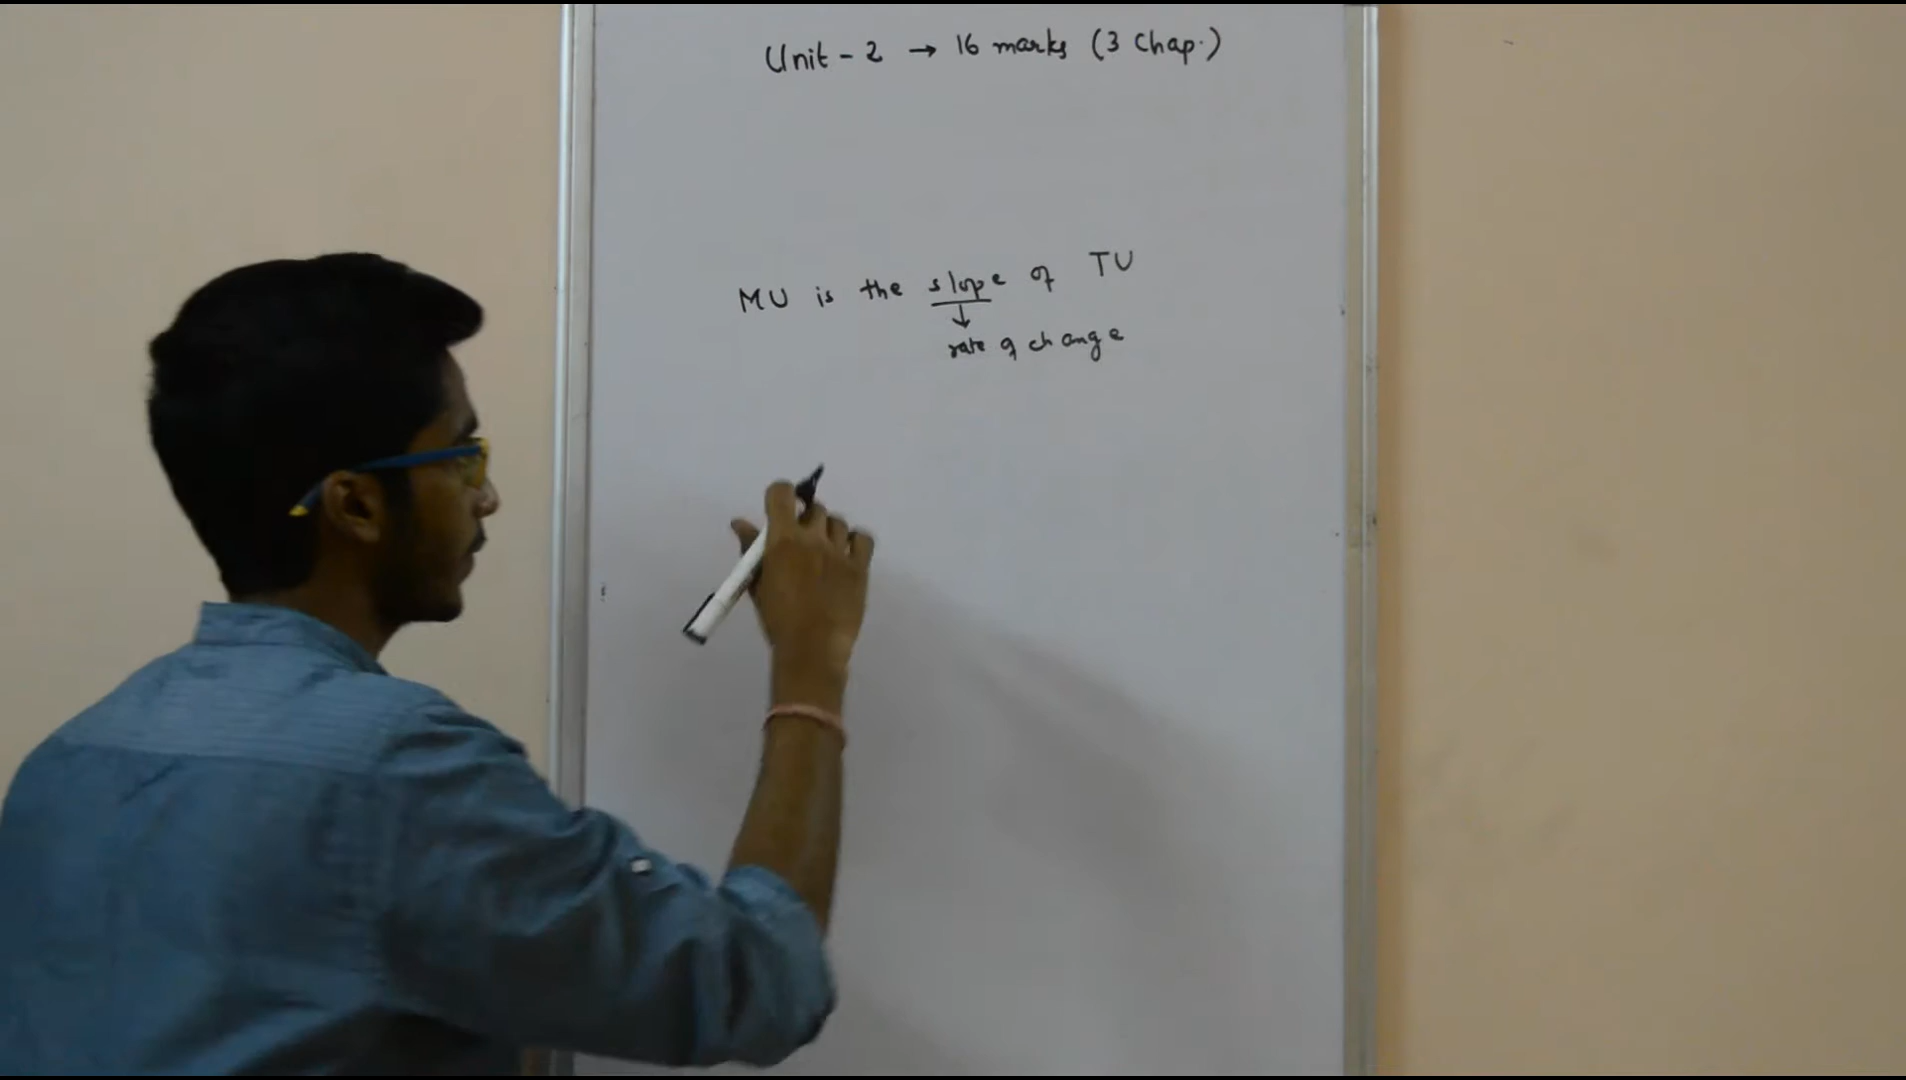 Unit - 2 → 16 marks (3 Chap.)
MU is the slope of TU
↓
rate of change